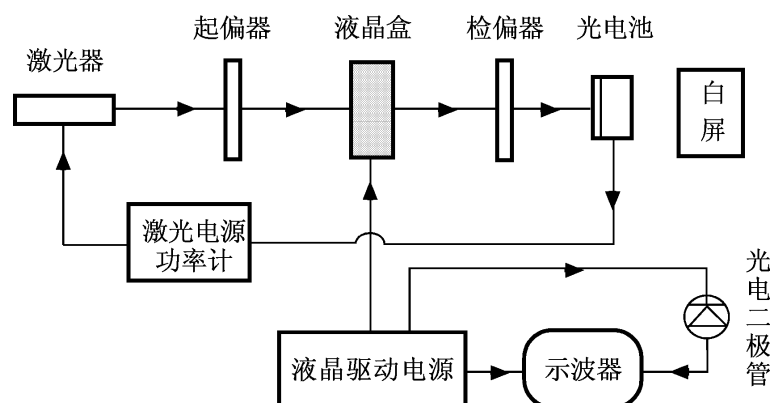 激光器
起偏器
液晶盒
检偏器
光电池
白
屏
激光电源
功率计
液晶驱动电源
示波器
光
电
二
极
管